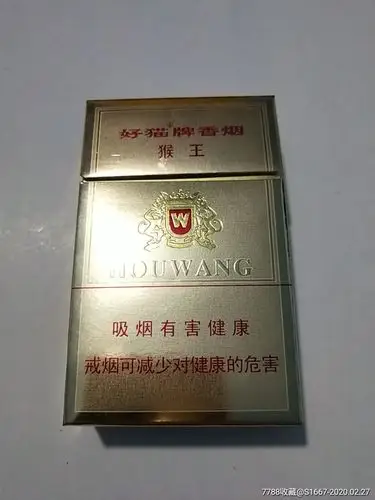 好猫牌香烟
猴王
W
HOUWANG
吸烟有害健康
戒烟可减少对健康的危害
7788收藏@S1667-2020.02.27